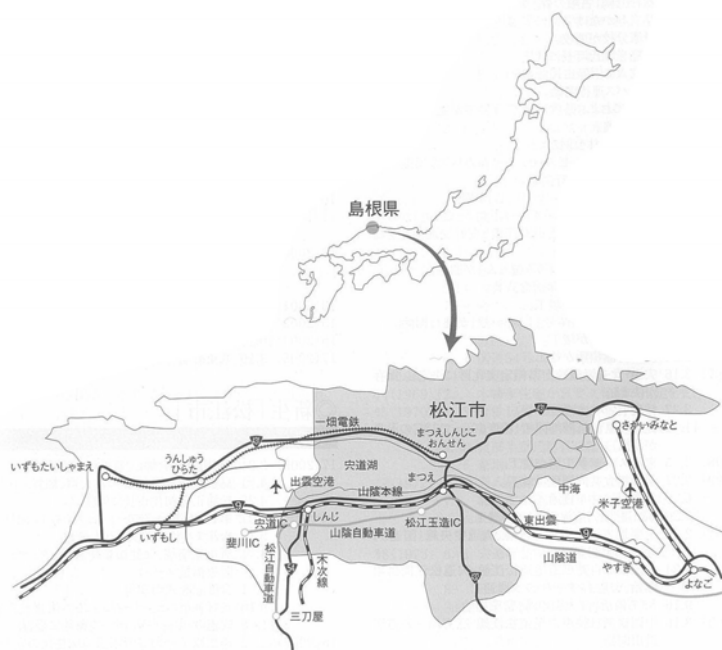 島根県
松江市
一畑電鉄
まつえしんじこ
おんせん
さかいみなと
うんしゅう
ひらた
いずもたいしゃまえ
宍道湖
出雲空港
まつえ
中海
米子空港
山陰本線
9
宍道IC
しんじ
松江玉造IC
東出雲
9
いずもし
斐川IC
山陰自動車道
山陰道
松江自動車道
54
木次線
やすぎ
よなご
三刀屋